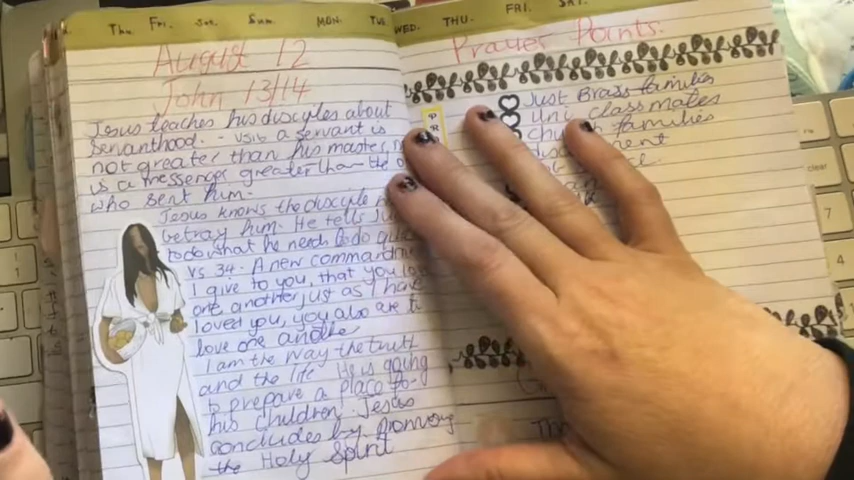 Thu. Fri. Sat. Sun. MON. TUE.
August 12
John 13/14
Jesus teaches his discyles about
servanthood. - vs16 a servant is
not greater than his master, n
is a messenger greater than the o
who sent him.
Jesus knows the disycle
betray him. He tells
to do what he needs to do
vs 34. A new command
I give to you, that you lo
one another just as I have
loved you, you also are t
love one another
I am the way the truth
and the life. He is going
to prepare a place for
his children. Jesus
concludes by promising
the Holy Spirit
WED. THU. FRI. SAT.
Prayer Points.
Just Brass families
Uni classmates
families